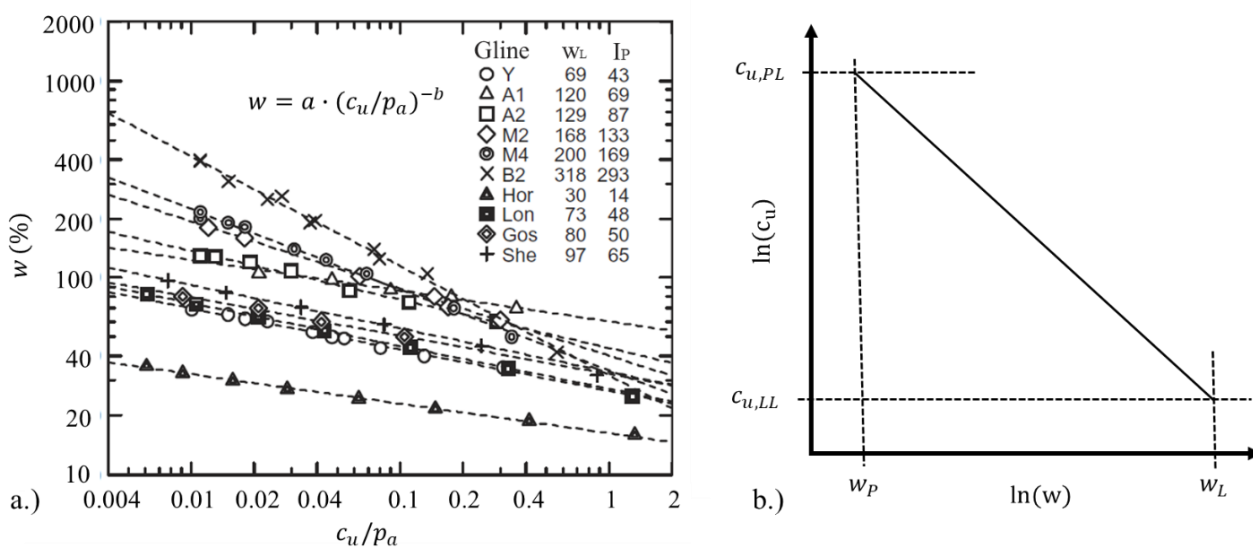 2000
1000
400
200
100
40
20
10
w (%)
w = a · (c_u/p_a)^{-b}
Gline w_L I_P
Y 69 43
A1 120 69
A2 129 87
M2 168 133
M4 200 169
B2 318 293
Hor 30 14
Lon 73 48
Gos 80 50
She 97 65
0.004 0.01 0.02 0.04 0.1 0.2 0.4 1 2
a.)
c_u/p_a
c_{u,PL}
ln(c_u)
c_{u,LL}
w_P ln(w) w_L
b.)